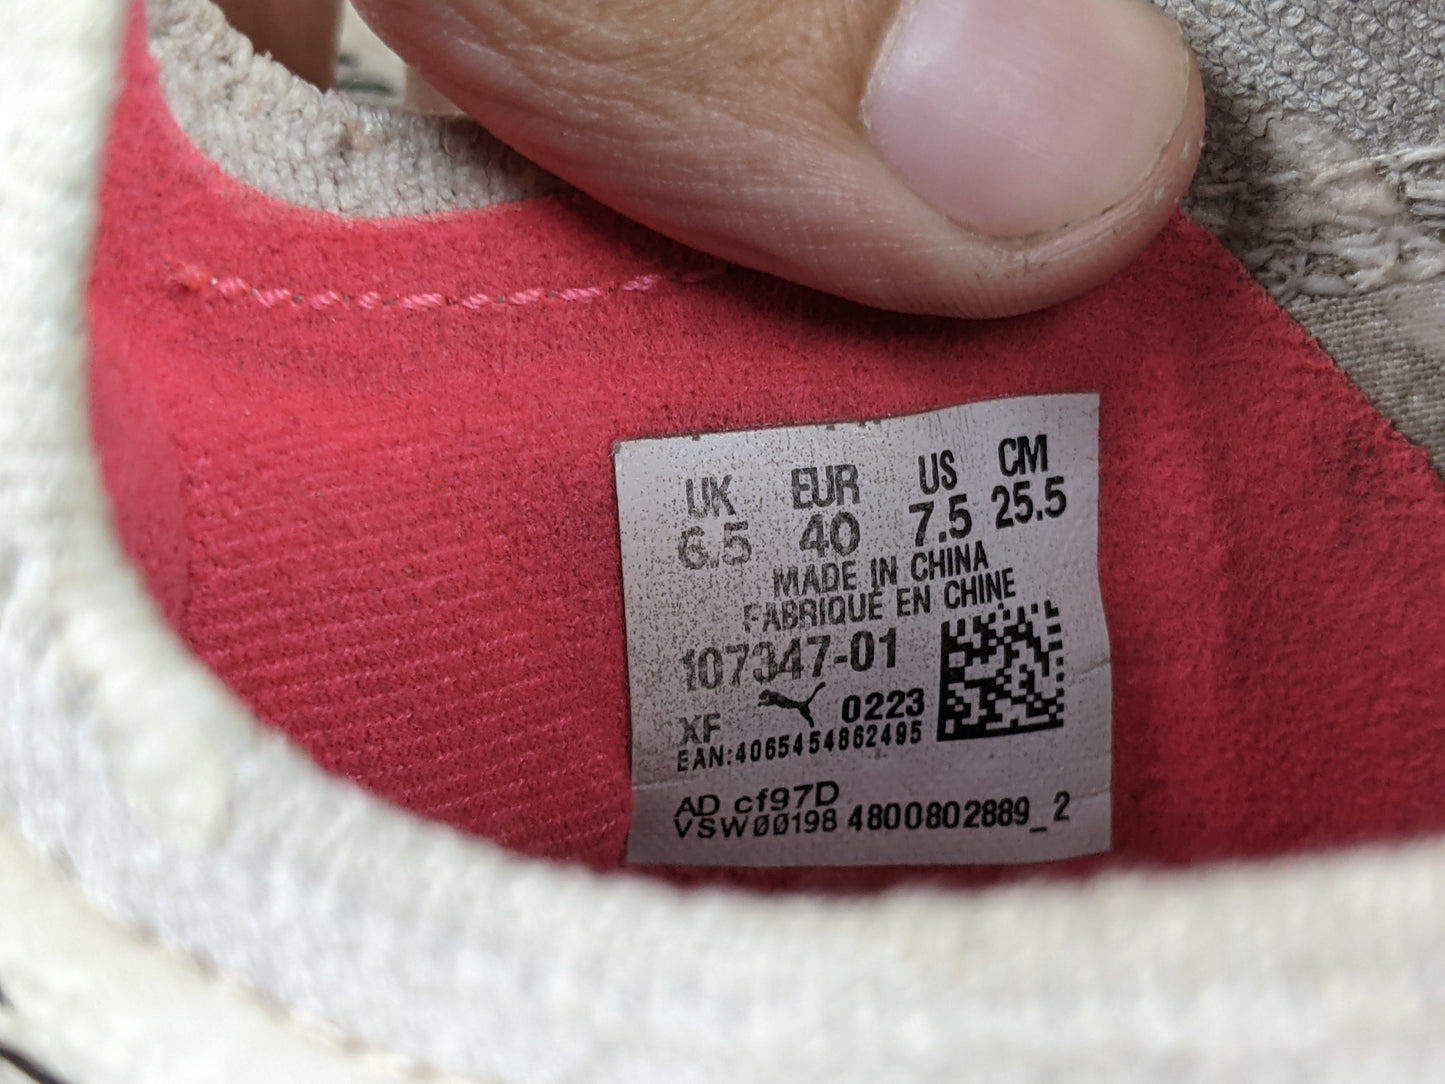 UK EUR US CM
6.5 40 7.5 25.5
MADE IN CHINA
FABRIQUÉ EN CHINE
107347-01
XF 0223
EAN:4065454862495
AD cf97D
VSW00198 4800802889_2